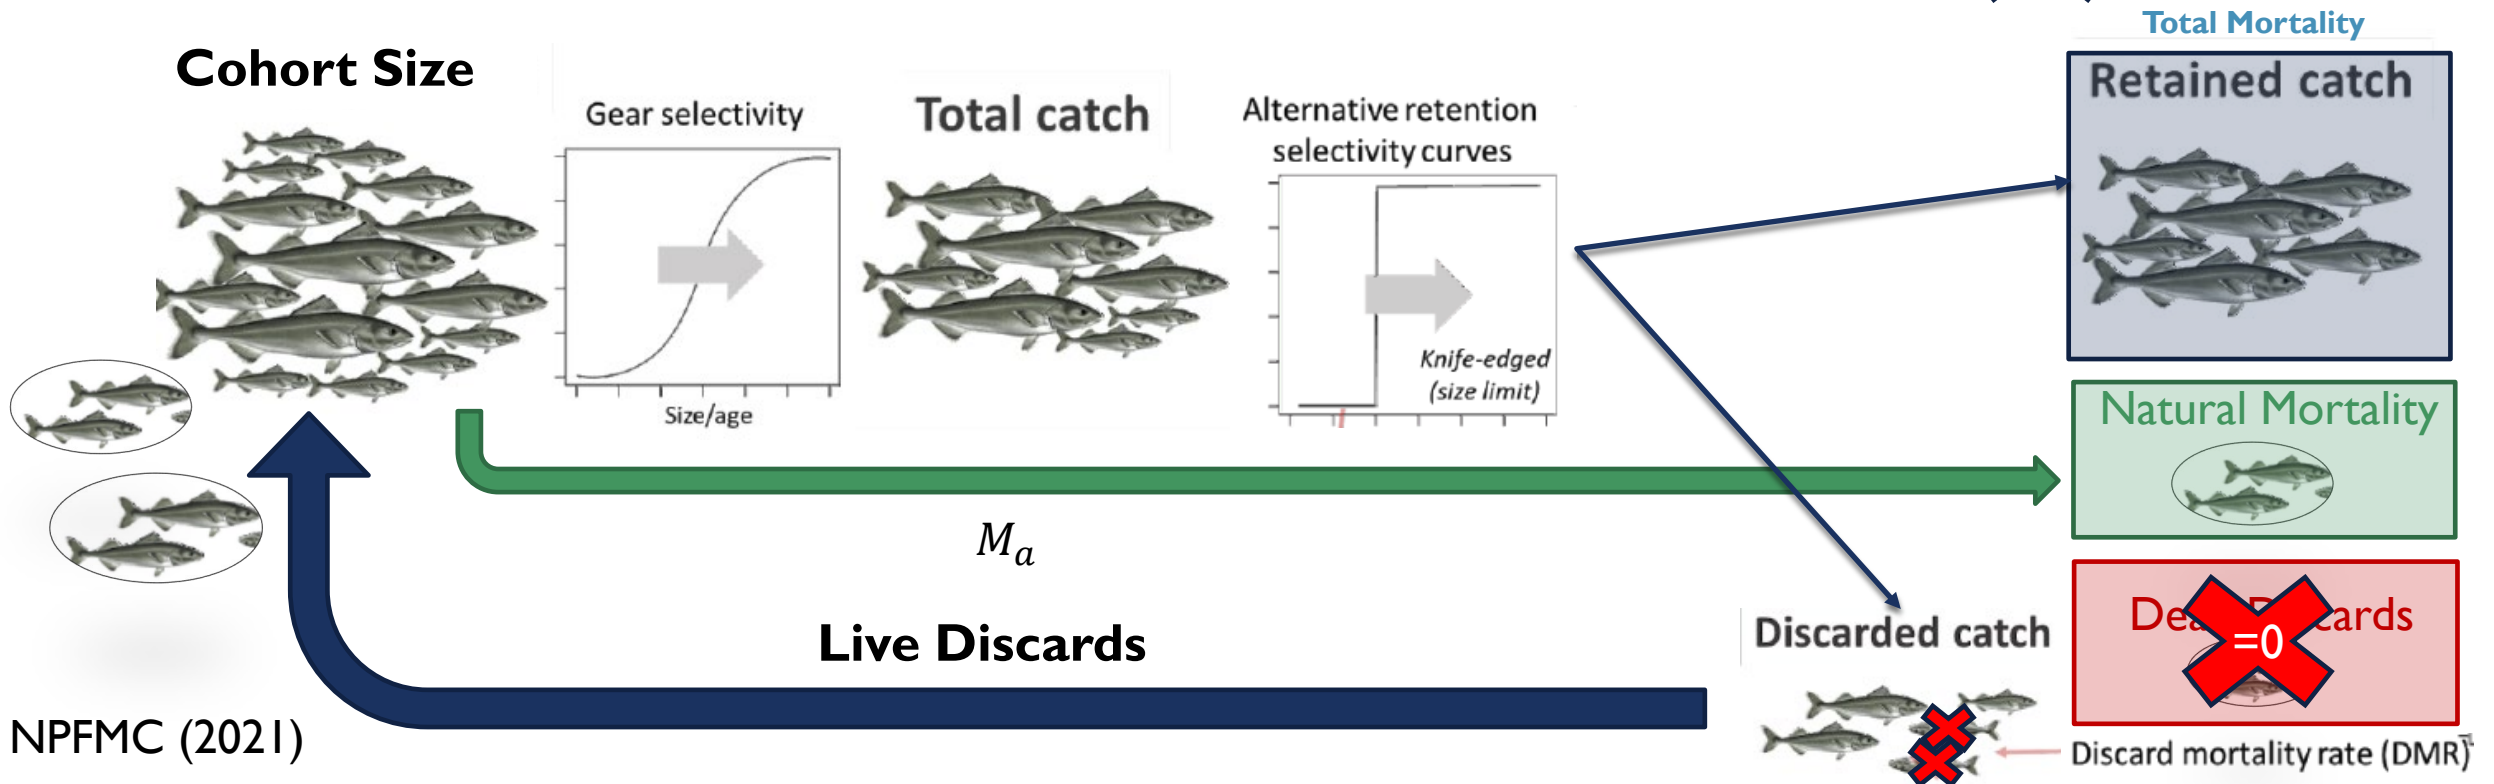 Total Mortality
Cohort Size
Gear selectivity
Size/age
Total catch
Alternative retention
selectivity curves
Knife-edged
(size limit)
Retained catch
Natural Mortality
M_a
=0
Live Discards
Discarded catch
Discard mortality rate (DMR)
NPFMC (2021)